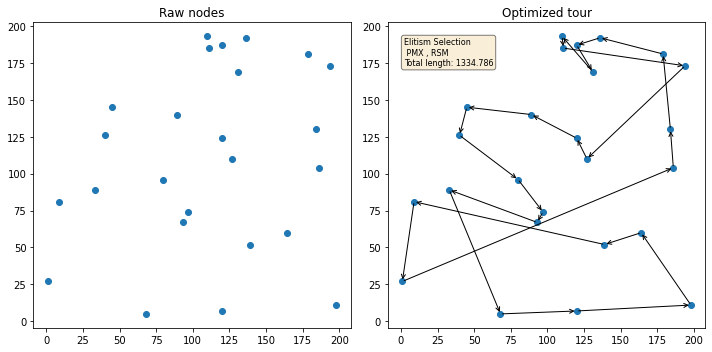 Raw nodes
200
175
150
125
100
75
50
25
0
0 25 50 75 100 125 150 175 200
Optimized tour
Elitism Selection
PMX , RSM
Total length: 1334.786
200
175
150
125
100
75
50
25
0
0 25 50 75 100 125 150 175 200